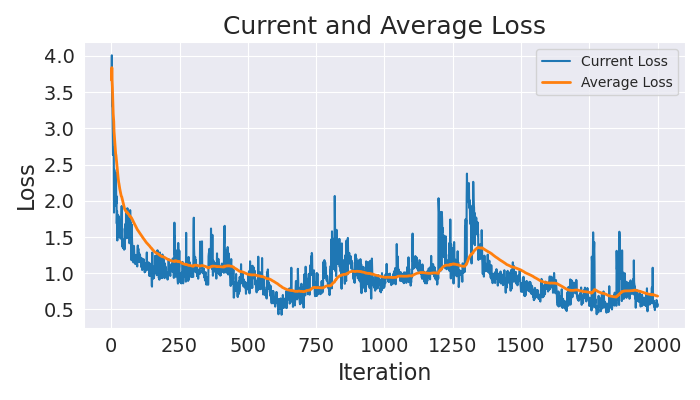 Current and Average Loss
Current Loss
Average Loss
4.0
3.5
3.0
2.5
2.0
1.5
1.0
0.5
Loss
0 250 500 750 1000 1250 1500 1750 2000
Iteration